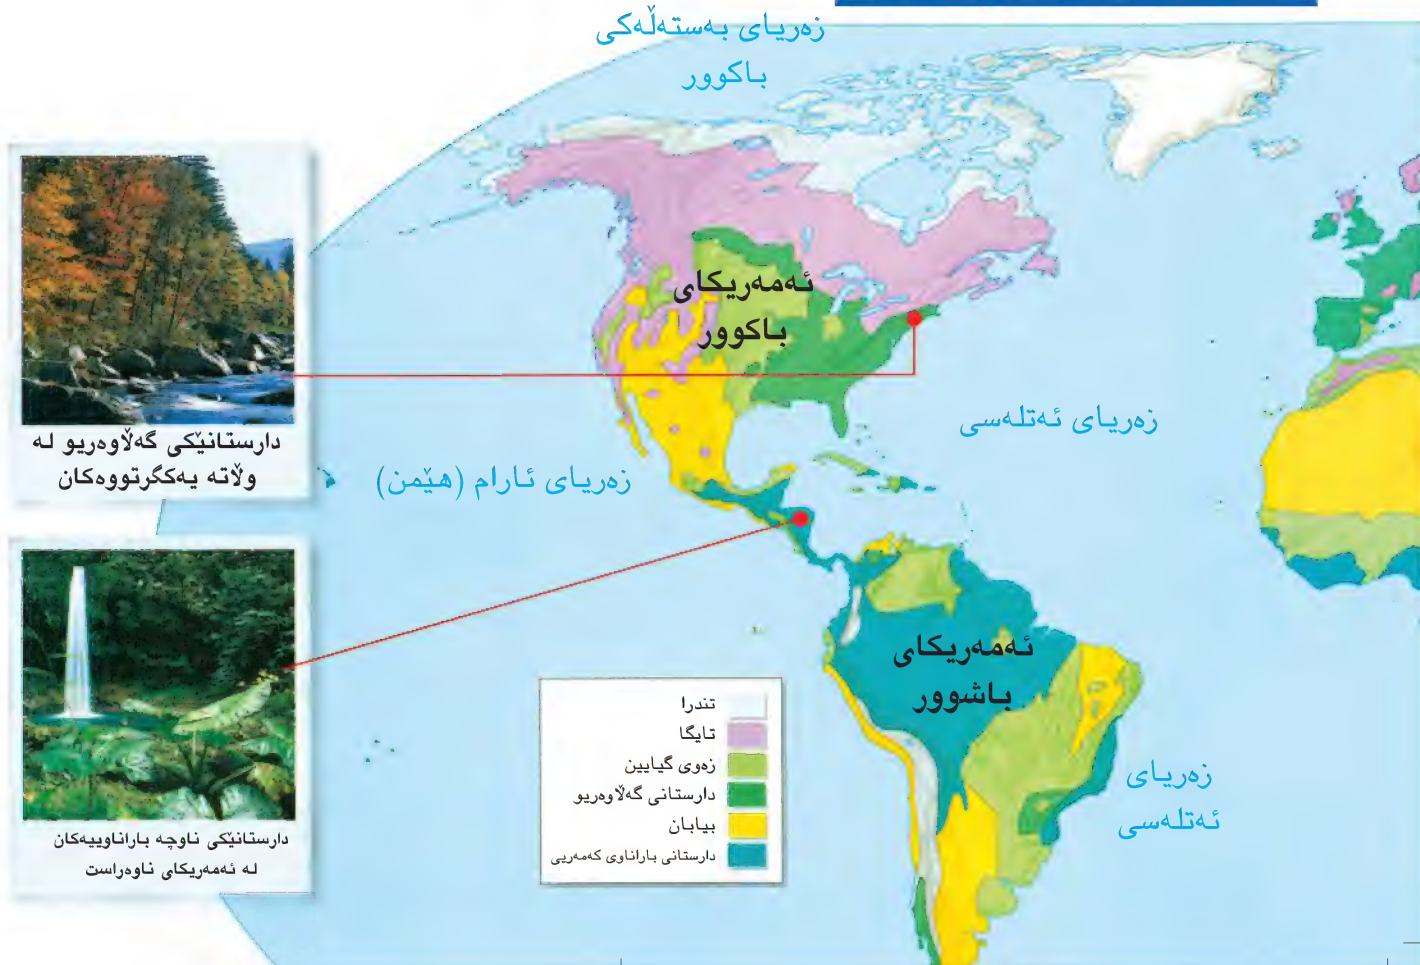 زەریای بەستەڵەکی
باکوور
ئەمەریکای
باکوور
دارستانێکی گەڵاوەریو لە
وڵاتە یەکگرتووەکان
زەریای ئەتلەسی
زەریای ئارام (هێمن)
ئەمەریکای
باشوور
تندرا
تایگا
زەوی گیایین
دارستانی گەڵاوەریو
بیابان
دارستانی باراناوی کەمەریی
زەریای
ئەتلەسی
دارستانێکی ناوچە باراناوییەکان
لە ئەمەریکای ناوەراست